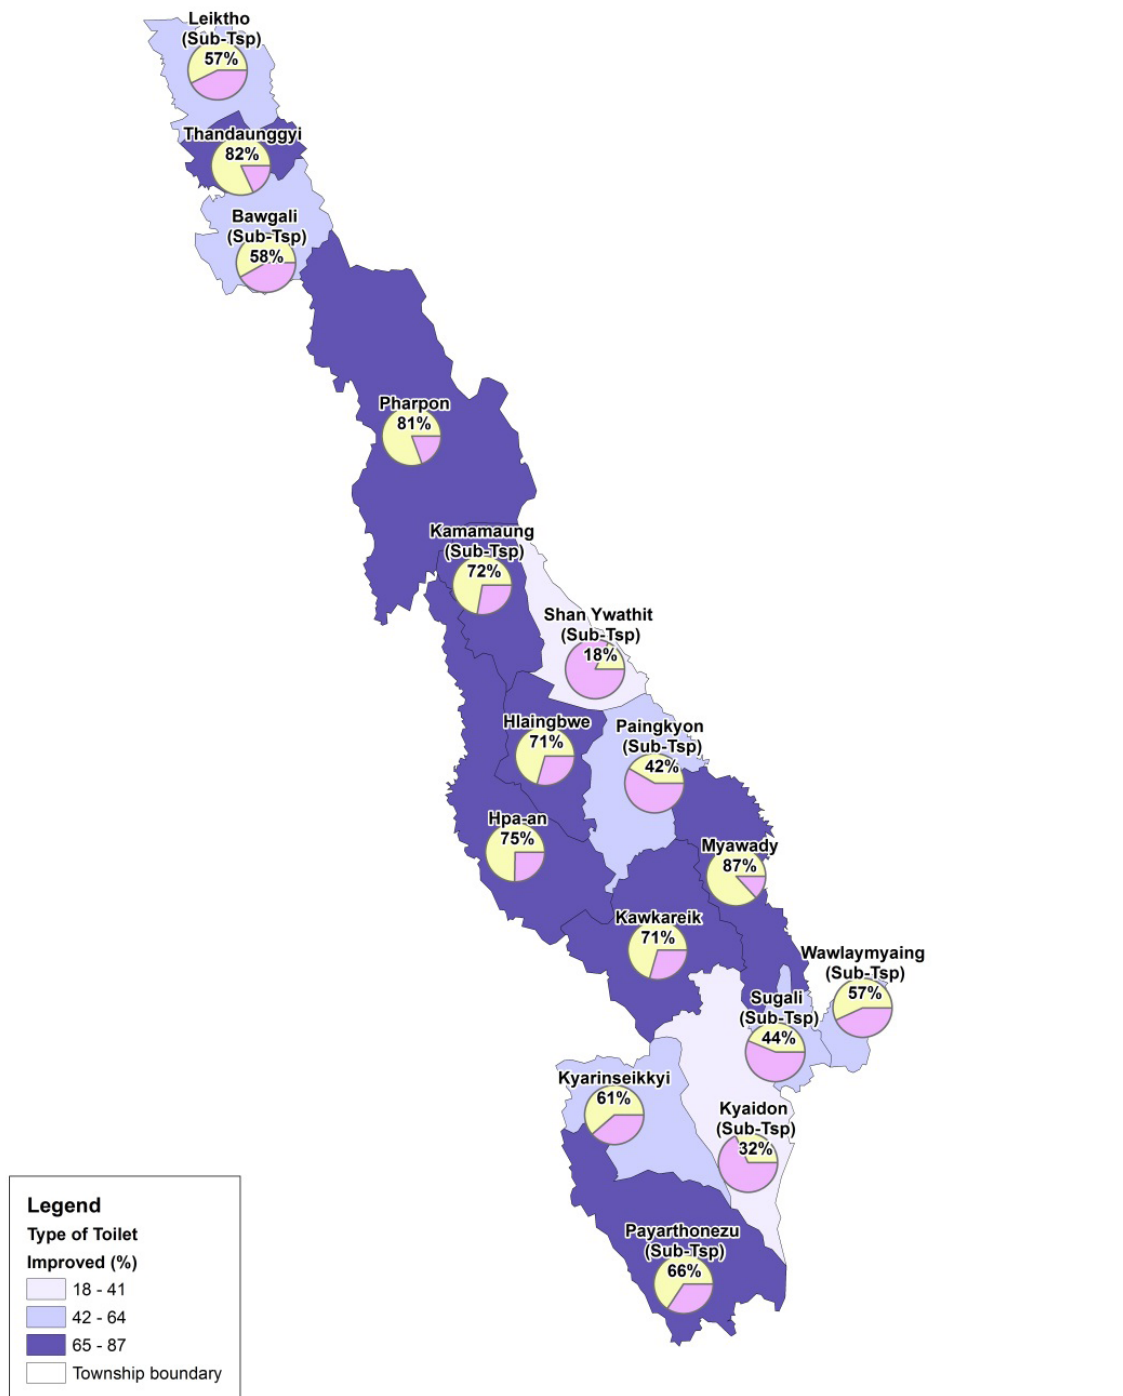 Leiktho
(Sub-Tsp)
57%
Thandaunggyi
82%
Bawgali
(Sub-Tsp)
58%
Pharpon
81%
Kamamaung
(Sub-Tsp)
72%
Shan Ywathit
(Sub-Tsp)
18%
Hlaingbwe
71%
Paingkyon
(Sub-Tsp)
42%
Hpa-an
75%
Myawady
87%
Kawkareik
71%
Wawlaymyaing
(Sub-Tsp)
57%
Sugali
(Sub-Tsp)
44%
Kyarinseikkyi
61%
Kyaidon
(Sub-Tsp)
32%
Payarthonezu
(Sub-Tsp)
66%
Legend
Type of Toilet
Improved (%)
18 - 41
42 - 64
65 - 87
Township boundary